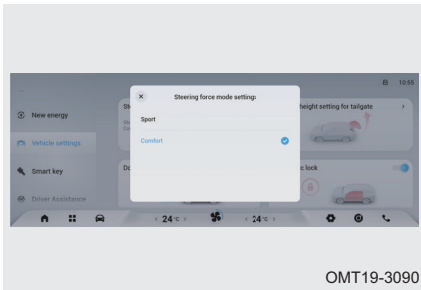 10:55
× Steering force mode settings
height setting for tailgate >
New energy
Sport
Vehicle settings
Comfort
Smart key
c lock
Driver Assistance
< 24 °C > < 24 °C >
OMT19-3090